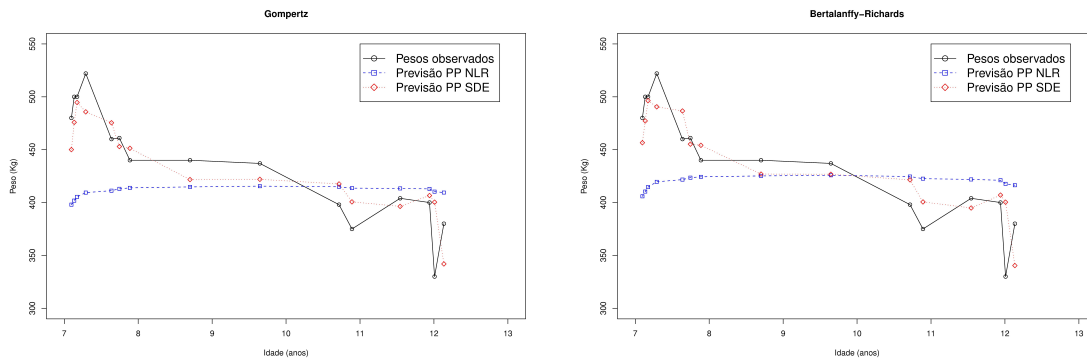 Gompertz
550
500
450
400
350
300
Peso (Kg)
7
8
9
10
11
12
13
Idade (anos)
Pesos observados
Previsão PP NLR
Previsão PP SDE
Bertalanffy−Richards
550
500
450
400
350
300
Peso (Kg)
7
8
9
10
11
12
13
Idade (anos)
Pesos observados
Previsão PP NLR
Previsão PP SDE